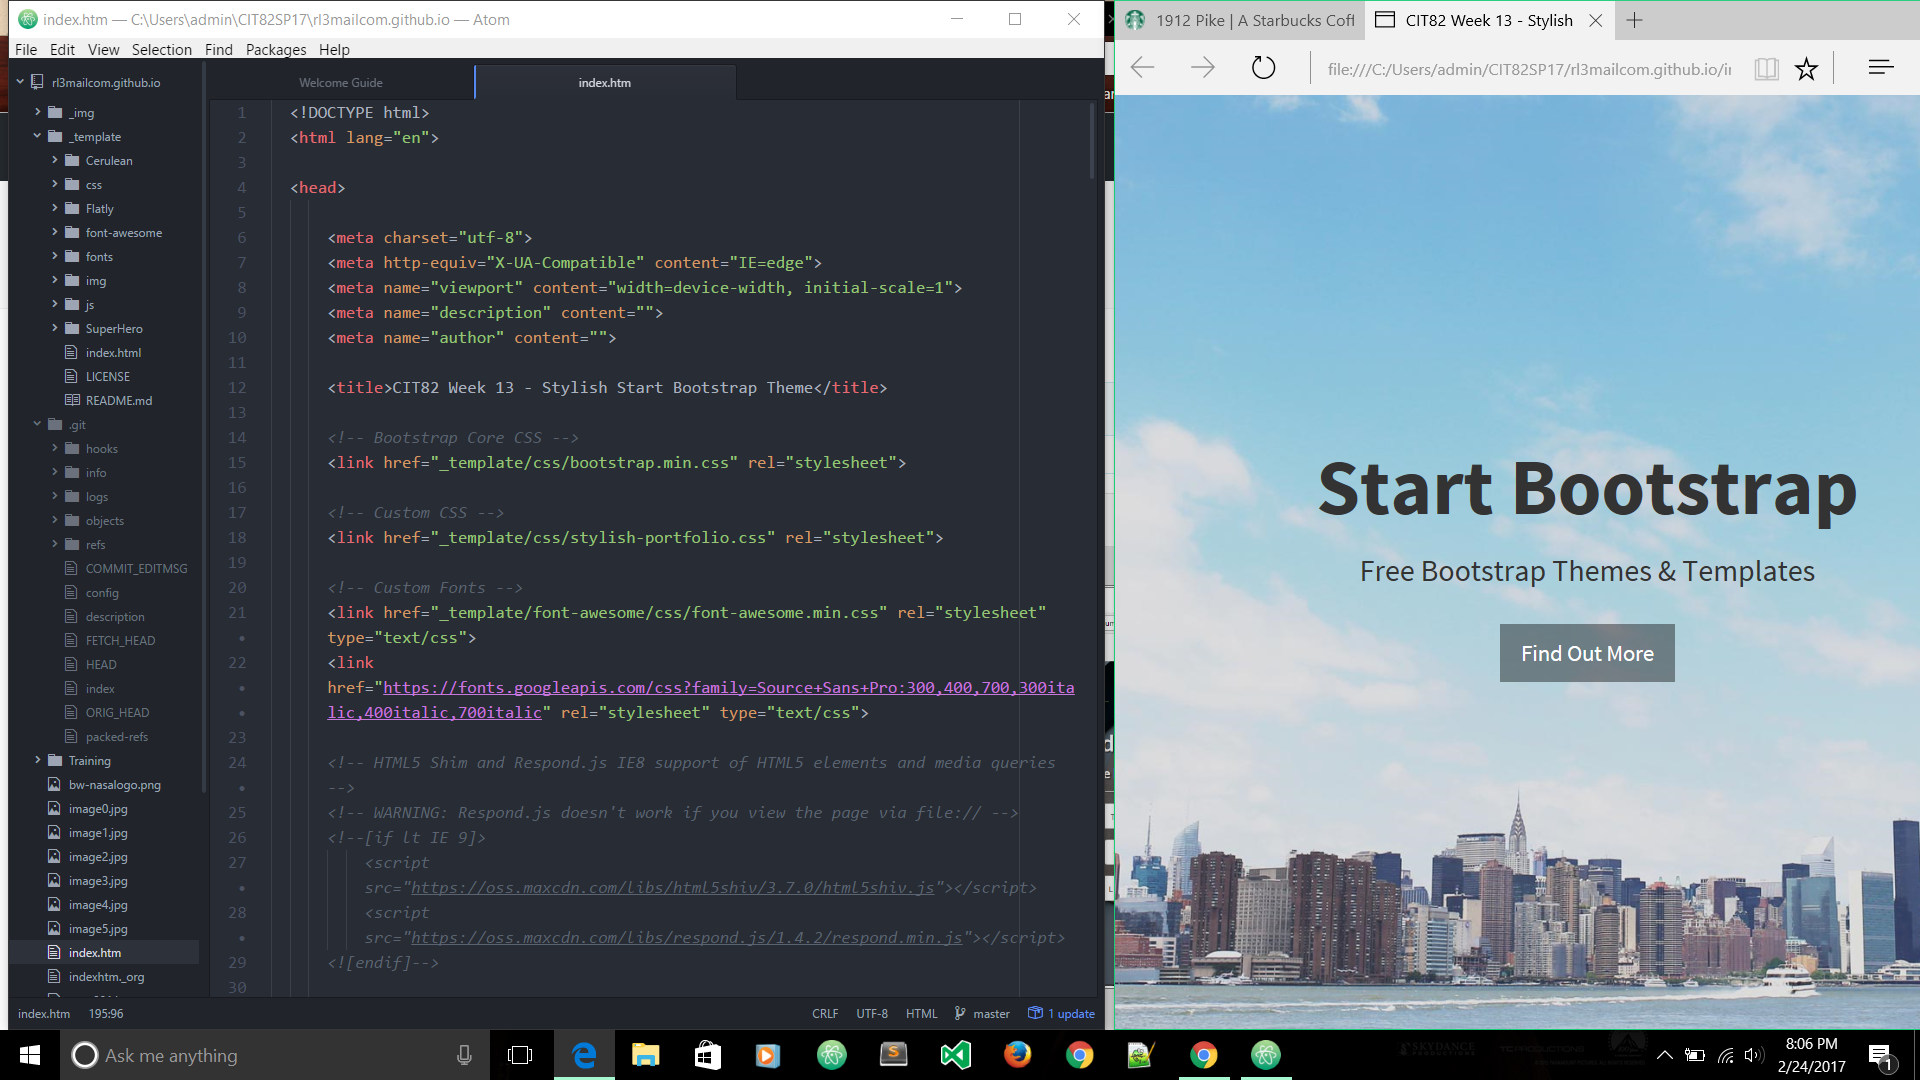 index.htm — C:\Users\admin\CIT82SP17\rl3mailcom.github.io — Atom
File Edit View Selection Find Packages Help
rl3mailcom.github.io
_img
_template
Cerulean
css
Flatly
font-awesome
fonts
img
js
SuperHero
index.html
LICENSE
README.md
.git
hooks
info
logs
objects
refs
COMMIT_EDITMSG
config
description
FETCH_HEAD
HEAD
index
ORIG_HEAD
packed-refs
Training
bw-nasalogo.png
image0.jpg
image1.jpg
image2.jpg
image3.jpg
image4.jpg
image5.jpg
index.htm
indexhtm._org
Welcome Guide
index.htm
1 <!DOCTYPE html>
2 <html lang="en">
3
4 <head>
5
6 <meta charset="utf-8">
7 <meta http-equiv="X-UA-Compatible" content="IE=edge">
8 <meta name="viewport" content="width=device-width, initial-scale=1">
9 <meta name="description" content="">
10 <meta name="author" content="">
11
12 <title>CIT82 Week 13 - Stylish Start Bootstrap Theme</title>
13
14 <!-- Bootstrap Core CSS -->
15 <link href="_template/css/bootstrap.min.css" rel="stylesheet">
16
17 <!-- Custom CSS -->
18 <link href="_template/css/stylish-portfolio.css" rel="stylesheet">
19
20 <!-- Custom Fonts -->
21 <link href="_template/font-awesome/css/font-awesome.min.css" rel="stylesheet"
• type="text/css">
22 <link
• href="https://fonts.googleapis.com/css?family=Source+Sans+Pro:300,400,700,300ita
• lic,400italic,700italic" rel="stylesheet" type="text/css">
23
24 <!-- HTML5 Shim and Respond.js IE8 support of HTML5 elements and media queries
• -->
25 <!-- WARNING: Respond.js doesn't work if you view the page via file:// -->
26 <!--[if lt IE 9]>
27 <script
• src="https://oss.maxcdn.com/libs/html5shiv/3.7.0/html5shiv.js"></script>
28 <script
• src="https://oss.maxcdn.com/libs/respond.js/1.4.2/respond.min.js"></script>
29 <![endif]-->
30
index.htm 195:96 CRLF UTF-8 HTML master 1 update
1912 Pike | A Starbucks Coff
CIT82 Week 13 - Stylish
file:///C:/Users/admin/CIT82SP17/rl3mailcom.github.io/ir
Start Bootstrap
Free Bootstrap Themes & Templates
Find Out More
Ask me anything
8:06 PM
2/24/2017
1